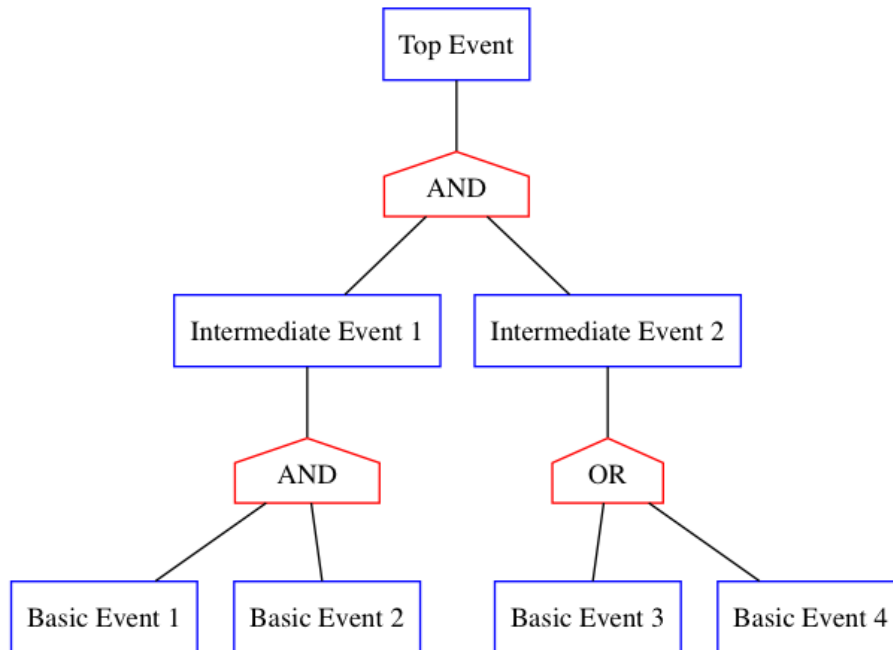 Top Event
AND
Intermediate Event 1
Intermediate Event 2
AND
OR
Basic Event 1
Basic Event 2
Basic Event 3
Basic Event 4